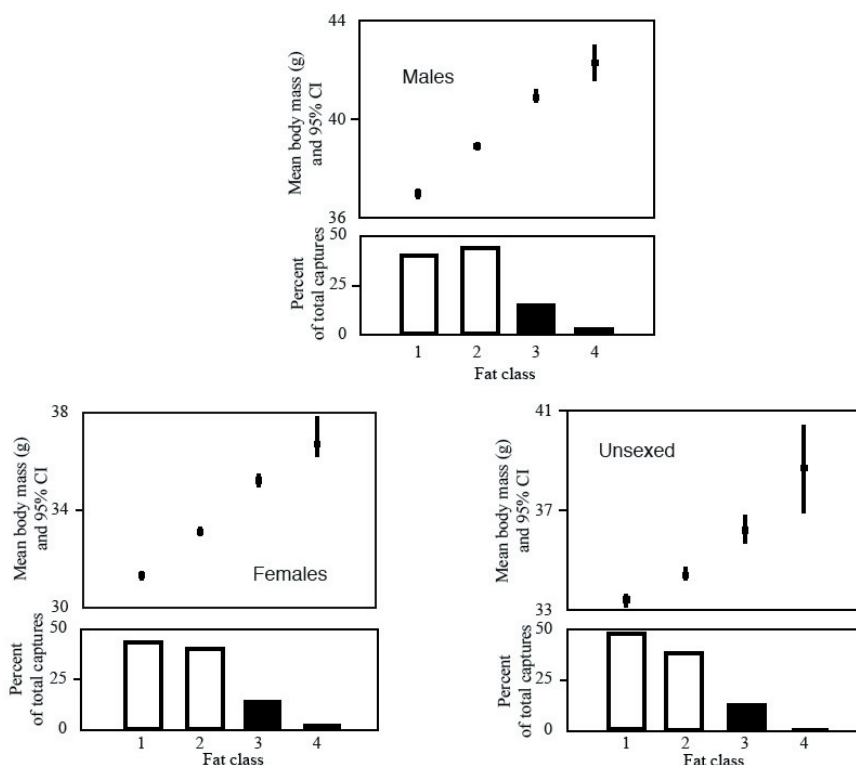 44
Mean body mass (g)
and 95% CI
Males
40
36
50
Percent
of total captures
25
0
1 2 3 4
Fat class
38
Mean body mass (g)
and 95% CI
34
Females
30
50
Percent
of total captures
25
0
1 2 3 4
Fat class
41
Mean body mass (g)
and 95% CI
Unsexed
37
33
50
Percent
of total captures
25
0
1 2 3 4
Fat class